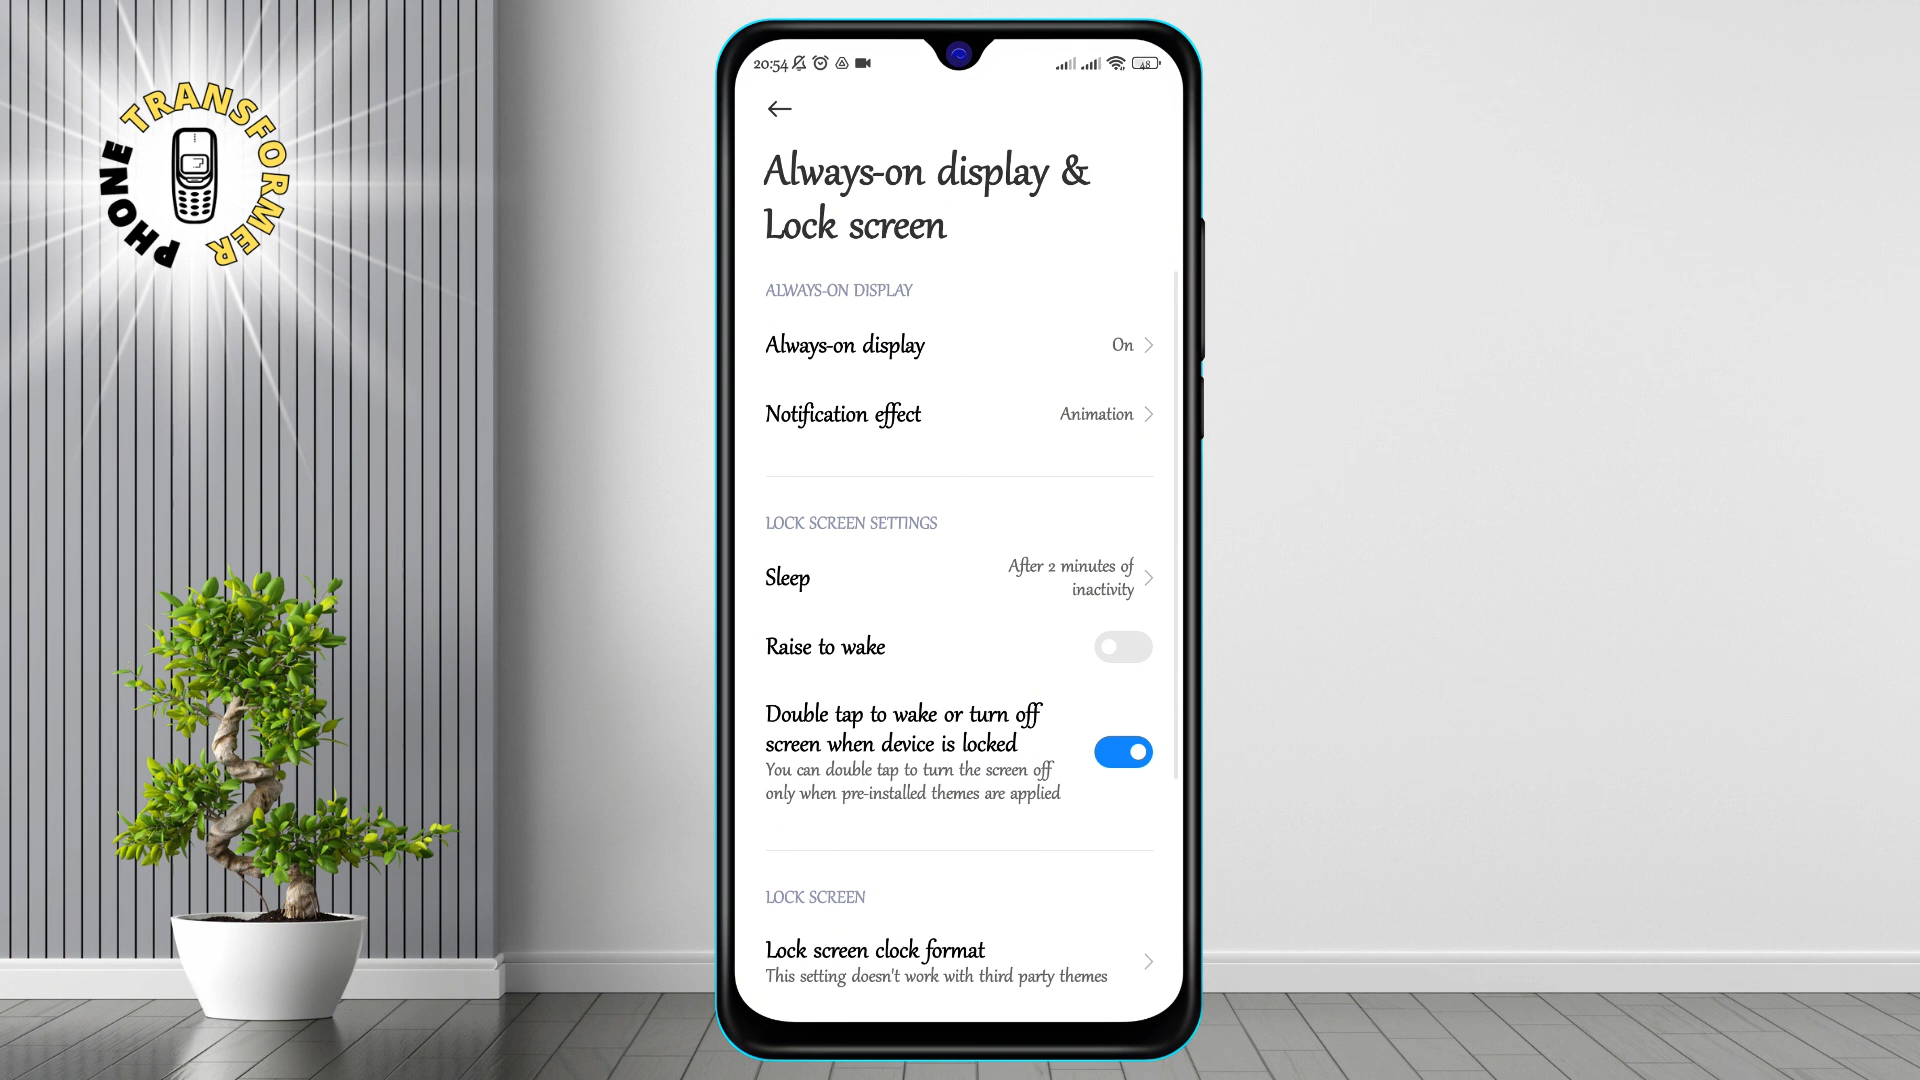 PHONE TRANSFORMER
20:54
48
Always-on display &
Lock screen
ALWAYS-ON DISPLAY
Always-on display
On
Notification effect
Animation
LOCK SCREEN SETTINGS
Sleep
After 2 minutes of
inactivity
Raise to wake
Double tap to wake or turn off
screen when device is locked
You can double tap to turn the screen off
only when pre-installed themes are applied
LOCK SCREEN
Lock screen clock format
This setting doesn't work with third party themes